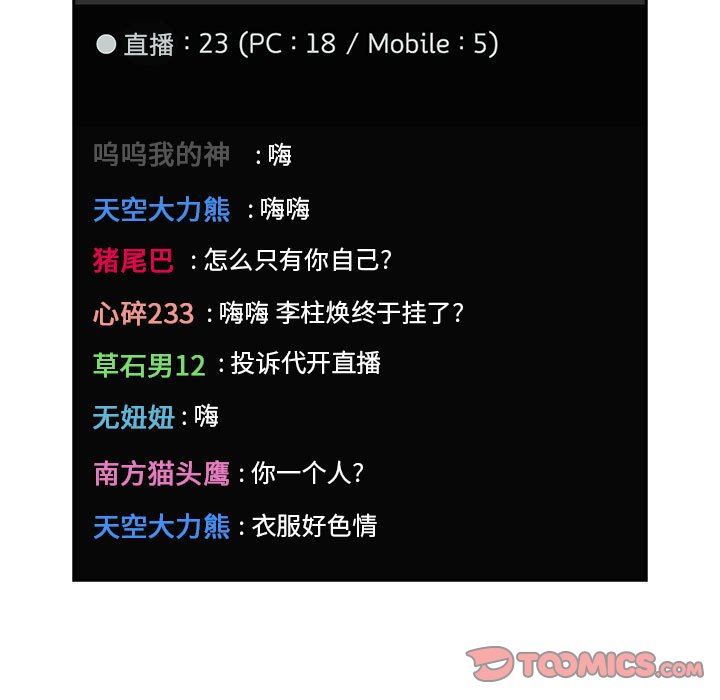 ● 直播：23 (PC：18 / Mobile：5)
呜呜我的神 ：嗨
天空大力熊 ：嗨嗨
猪尾巴 ：怎么只有你自己?
心碎233 ：嗨嗨 李柱焕终于挂了?
草石男12 ：投诉代开直播
无妞妞：嗨
南方猫头鹰：你一个人?
天空大力熊：衣服好色情
TOOMICS.com